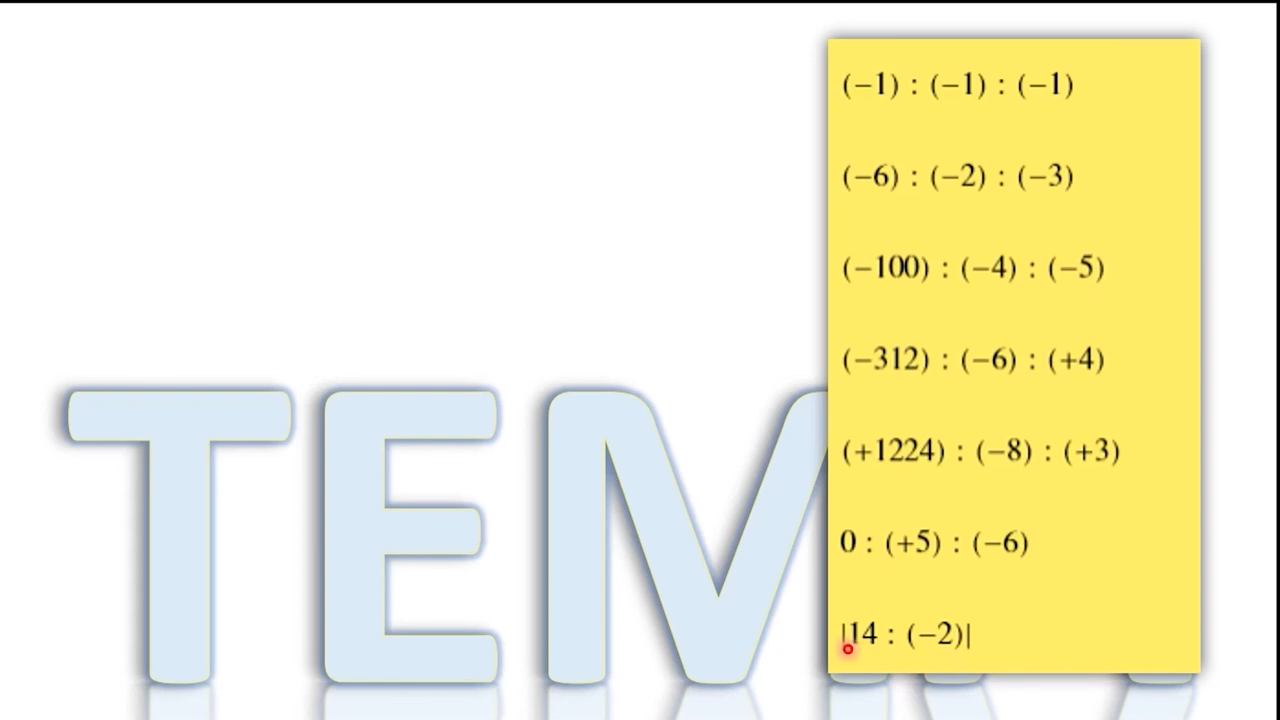 (−1) : (−1) : (−1)
(−6) : (−2) : (−3)
(−100) : (−4) : (−5)
(−312) : (−6) : (+4)
(+1224) : (−8) : (+3)
0 : (+5) : (−6)
|14 : (−2)|